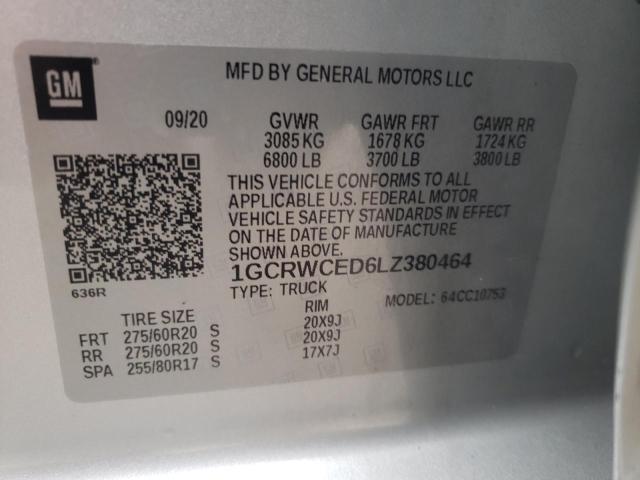 GM
MFD BY GENERAL MOTORS LLC
09/20 GVWR GAWR FRT GAWR RR
3085 KG 1678 KG 1724 KG
6800 LB 3700 LB 3800 LB
THIS VEHICLE CONFORMS TO ALL
APPLICABLE U.S. FEDERAL MOTOR
VEHICLE SAFETY STANDARDS IN EFFECT
ON THE DATE OF MANUFACTURE
SHOWN ABOVE.
1GCRWCED6LZ380464
636R
TYPE: TRUCK MODEL: 64CC10753
TIRE SIZE RIM
FRT 275/60R20 S 20X9J
RR 275/60R20 S 20X9J
SPA 255/80R17 S 17X7J